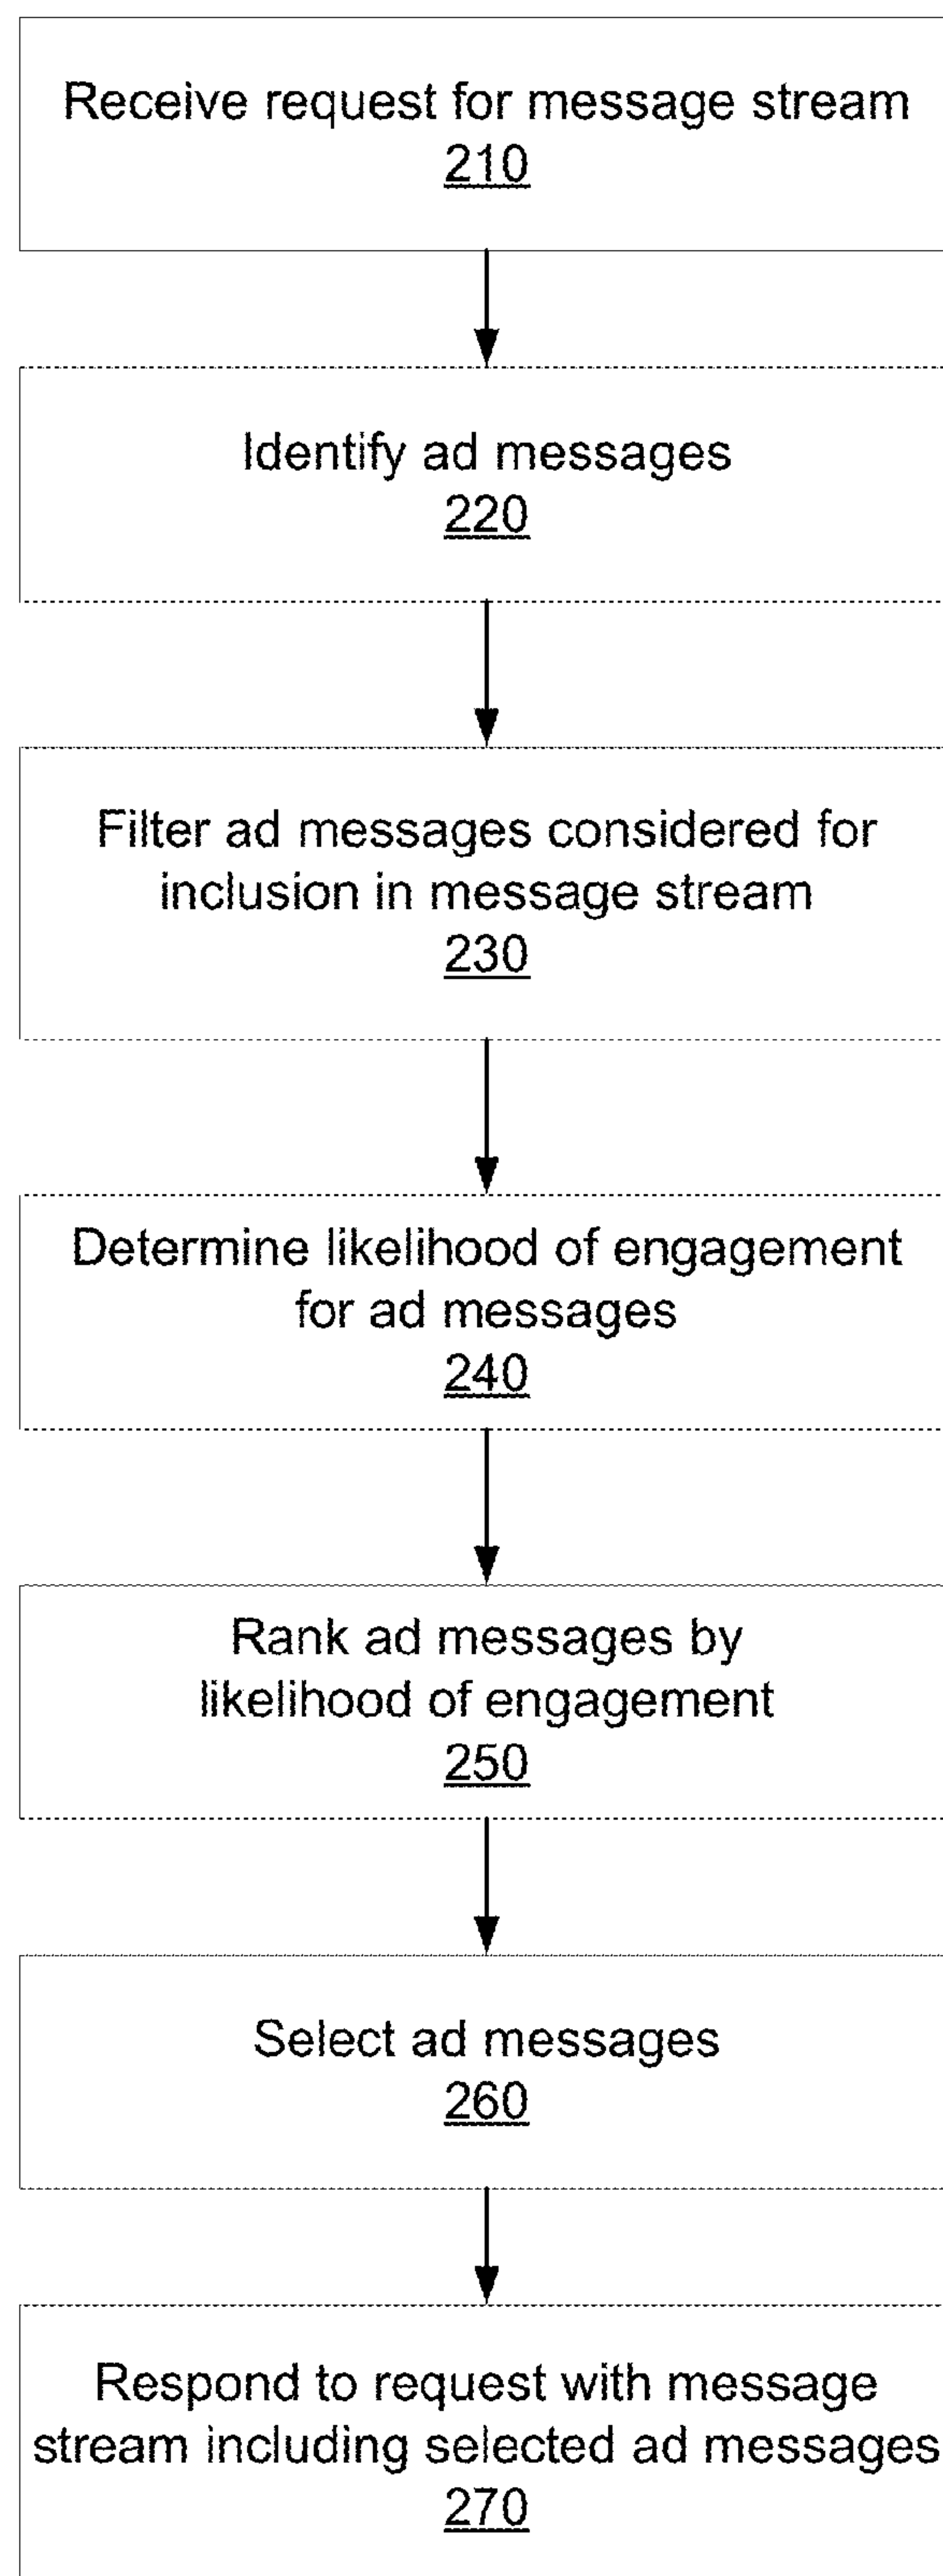 Receive request for message stream
210
Identify ad messages
220
Filter ad messages considered for
inclusion in message stream
230
Determine likelihood of engagement
for ad messages
240
Rank ad messages by
likelihood of engagement
250
Select ad messages
260
Respond to request with message
stream including selected ad messages
270